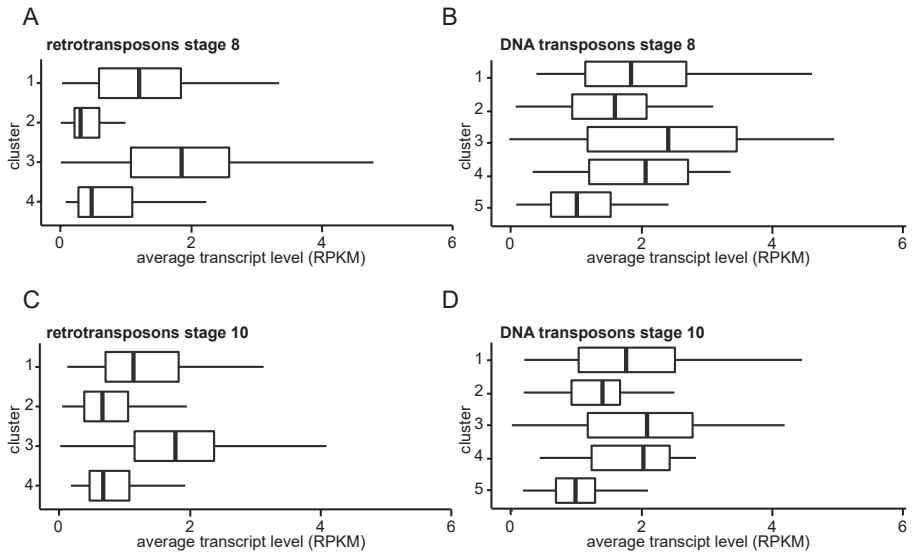 A
retrotransposons stage 8
cluster
1
2
3
4
0 2 4 6
average transcript level (RPKM)
B
DNA transposons stage 8
cluster
1
2
3
4
5
0 2 4 6
average transcript level (RPKM)
C
retrotransposons stage 10
cluster
1
2
3
4
0 2 4 6
average transcript level (RPKM)
D
DNA transposons stage 10
cluster
1
2
3
4
5
0 2 4 6
average transcript level (RPKM)